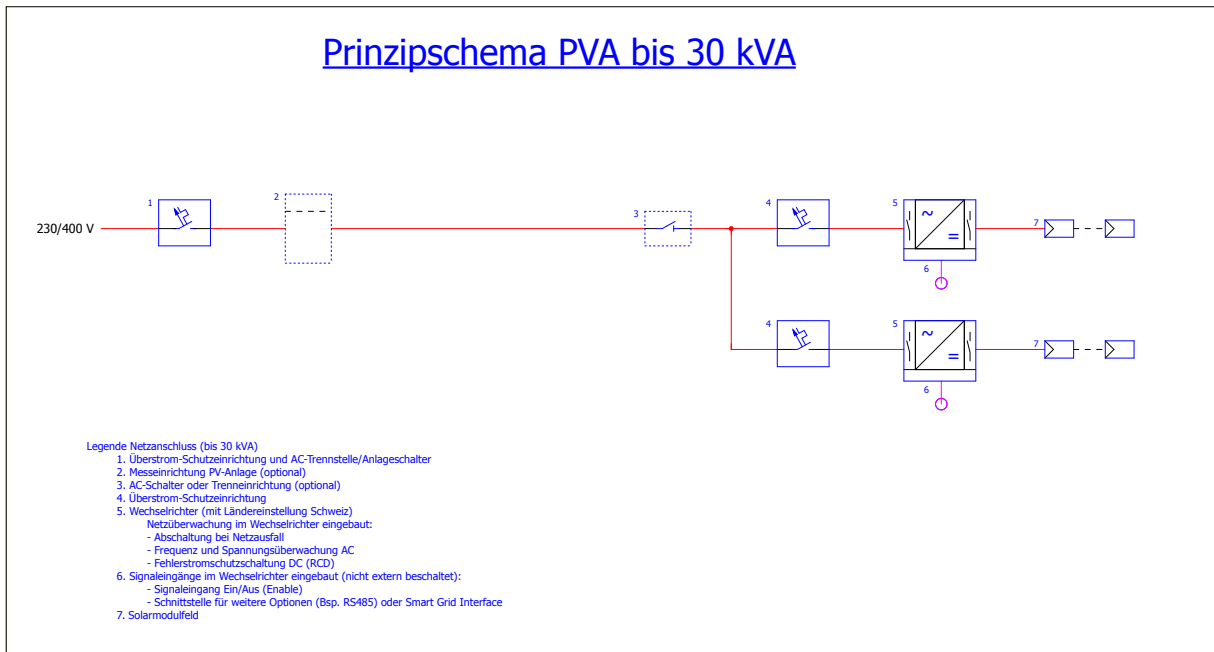 Prinzipschema PVA bis 30 kVA
1
2
3
4
5
7
230/400 V
~
=
6
4
5
7
~
=
6
Legende Netzanschluss (bis 30 kVA)
1. Überstrom-Schutzeinrichtung und AC-Trennstelle/Anlageschalter
2. Messeinrichtung PV-Anlage (optional)
3. AC-Schalter oder Trenneinrichtung (optional)
4. Überstrom-Schutzeinrichtung
5. Wechselrichter (mit Ländereinstellung Schweiz)
Netzüberwachung im Wechselrichter eingebaut:
- Abschaltung bei Netzausfall
- Frequenz und Spannungsüberwachung AC
- Fehlerstromschutzschaltung DC (RCD)
6. Signaleingänge im Wechselrichter eingebaut (nicht extern beschaltet):
- Signaleingang Ein/Aus (Enable)
- Schnittstelle für weitere Optionen (Bsp. RS485) oder Smart Grid Interface
7. Solarmodulfeld